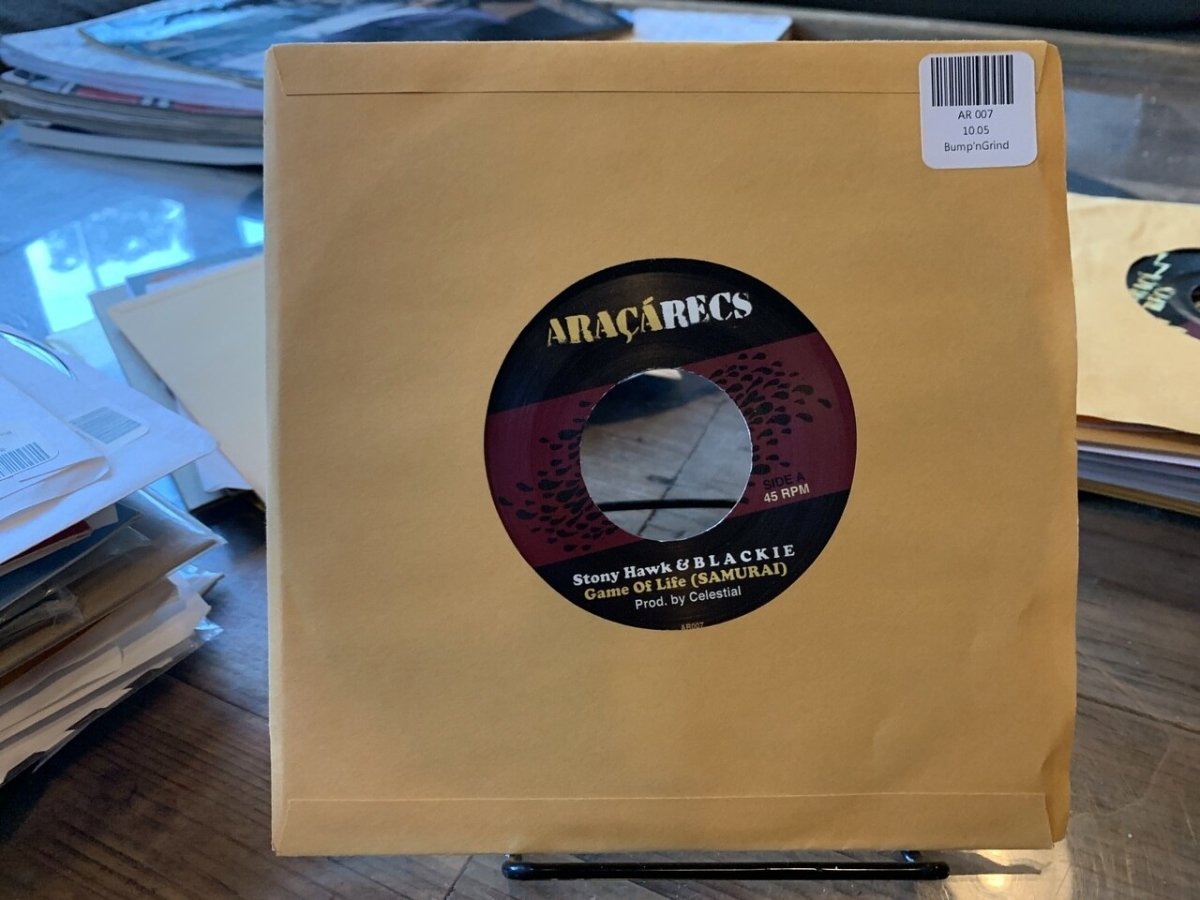 AR 007
10.05
Bump'nGrind
ARAÇÁRECS
SIDE A
45 RPM
Stony Hawk & BLACKIE
Game Of Life (SAMURAI)
Prod. by Celestial
AR007